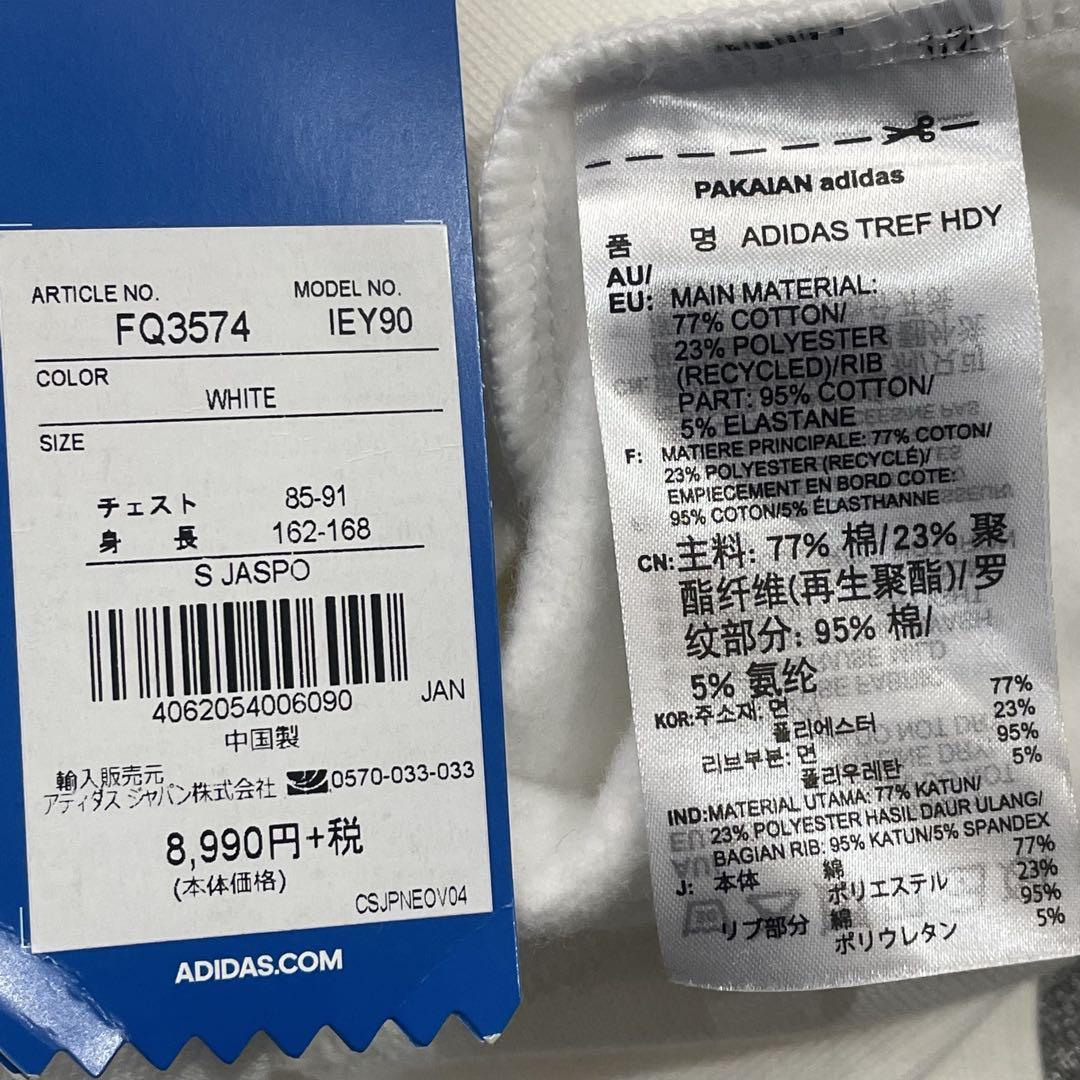 ARTICLE NO. MODEL NO.
FQ3574 IEY90
COLOR
WHITE
SIZE
チェスト 85-91
身長 162-168
S JASPO
4062054006090 JAN
中国製
輸入販売元
アディダス ジャパン株式会社 0570-033-033
8,990円+税
(本体価格)
CSJPNEOV04
ADIDAS.COM
PAKAIAN adidas
品 名 ADIDAS TREF HDY
AU/
EU: MAIN MATERIAL:
77% COTTON/
23% POLYESTER
(RECYCLED)/RIB
PART: 95% COTTON/
5% ELASTANE
F: MATIERE PRINCIPALE: 77% COTON/
23% POLYESTER (RECYCLÉ)/
EMPIECEMENT EN BORD COTE:
95% COTON/5% ÉLASTHANNE
CN: 主料: 77% 棉/23% 聚
酯纤维(再生聚酯)/罗
纹部分: 95% 棉/
5% 氨纶
KOR: 주소재: 면 77%
폴리에스터 23%
리브부분: 면 95%
폴리우레탄 5%
IND: MATERIAL UTAMA: 77% KATUN/
23% POLYESTER HASIL DAUR ULANG/
BAGIAN RIB: 95% KATUN/5% SPANDEX
J: 本体 綿 77%
ポリエステル 23%
リブ部分 綿 95%
ポリウレタン 5%